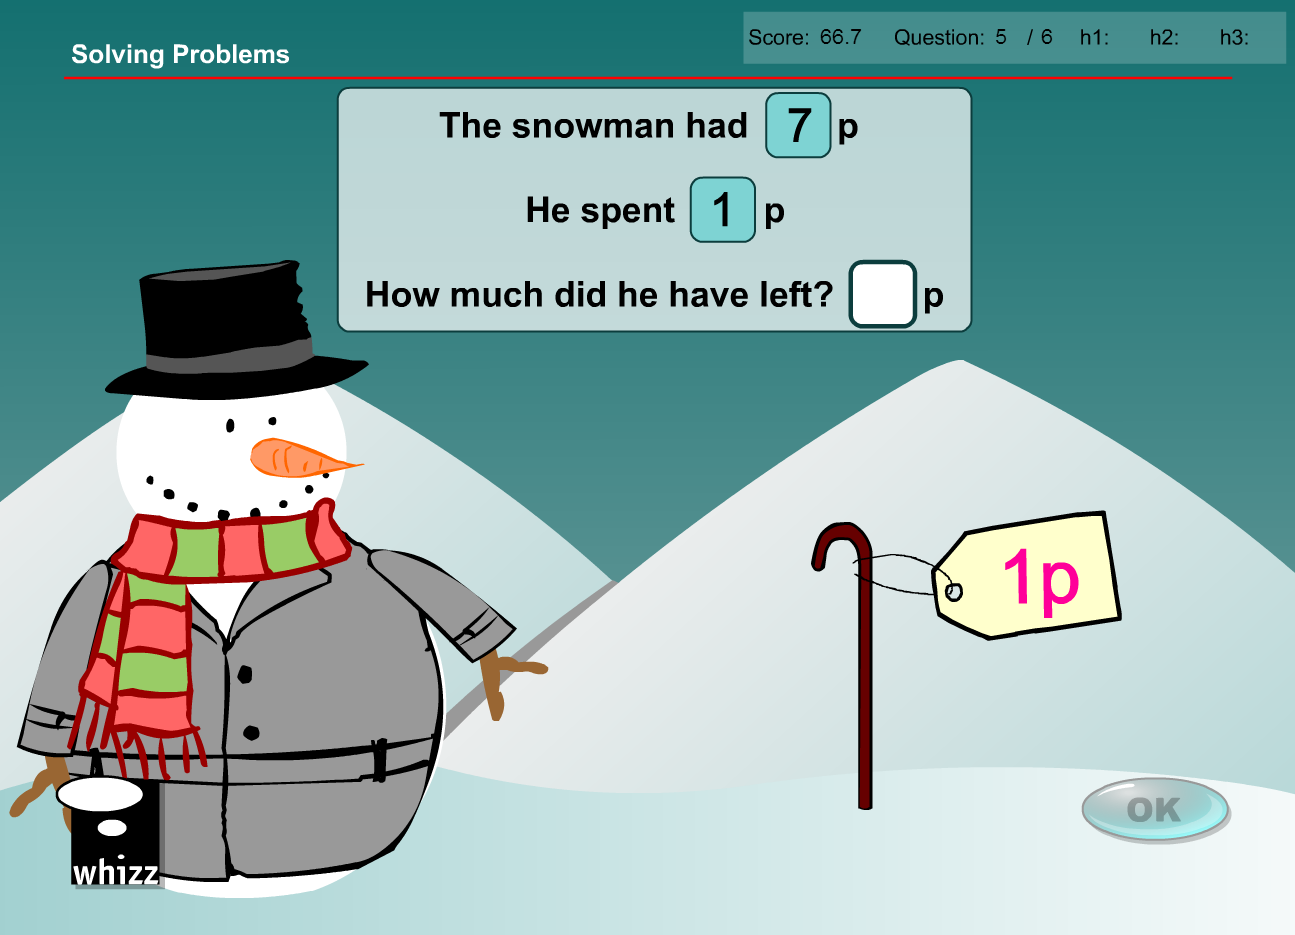 Score: 66.7 Question: 5 / 6 h1: h2: h3:
Solving Problems
The snowman had 7 p
He spent 1 p
How much did he have left? p
1p
OK
whizz